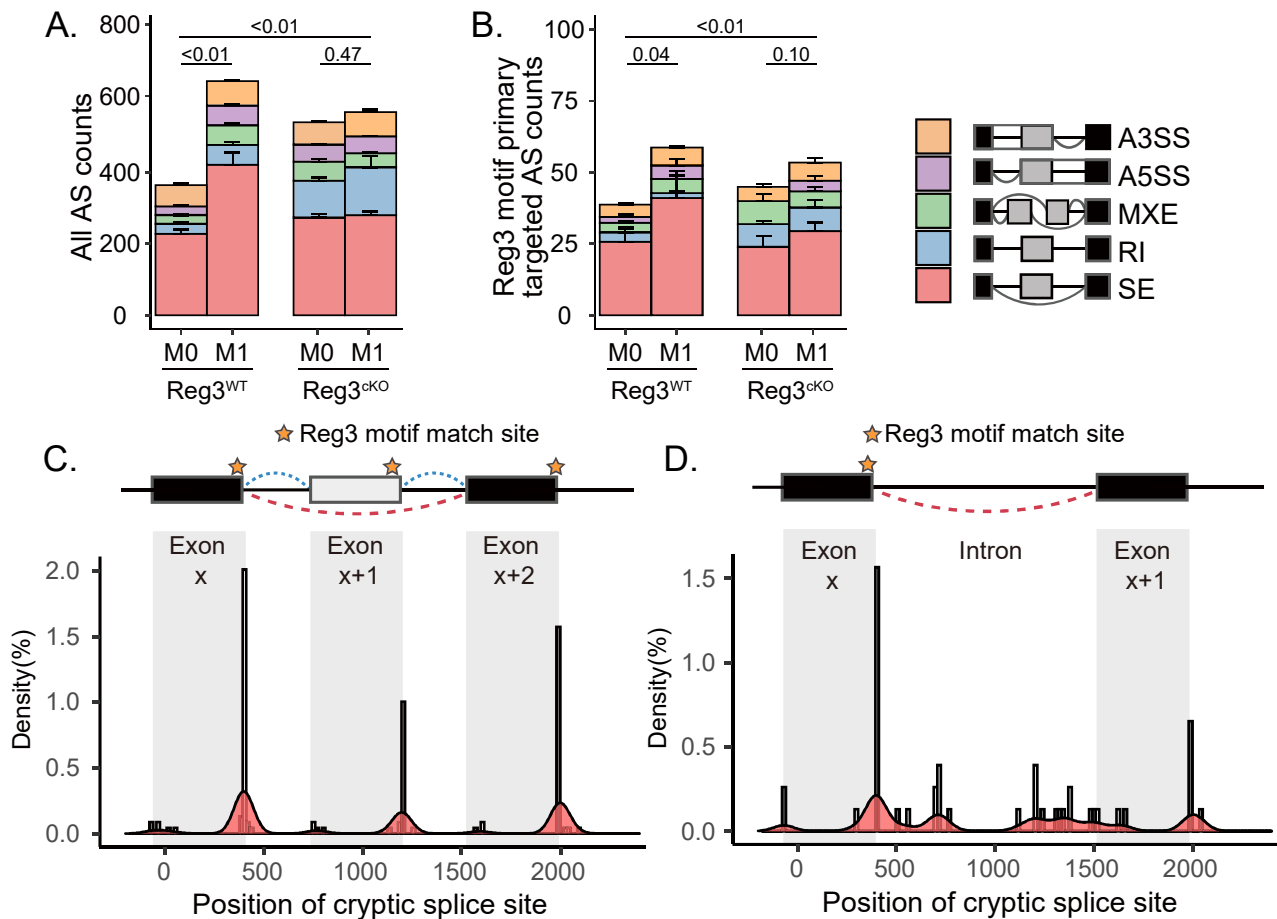 A.
All AS counts
800
600
400
200
0
<0.01
<0.01
0.47
M0 M1 M0 M1
Reg3WT Reg3cKO
B.
Reg3 motif primary
targeted AS counts
100
75
50
25
0
<0.01
0.04
0.10
M0 M1 M0 M1
Reg3WT Reg3cKO
A3SS
A5SS
MXE
RI
SE
C.
Reg3 motif match site
Exon
x
Exon
x+1
Exon
x+2
Density(%)
2.0
1.5
1.0
0.5
0.0
0 500 1000 1500 2000
Position of cryptic splice site
D.
Reg3 motif match site
Exon
x
Intron
Exon
x+1
Density(%)
1.5
1.0
0.5
0.0
0 500 1000 1500 2000
Position of cryptic splice site